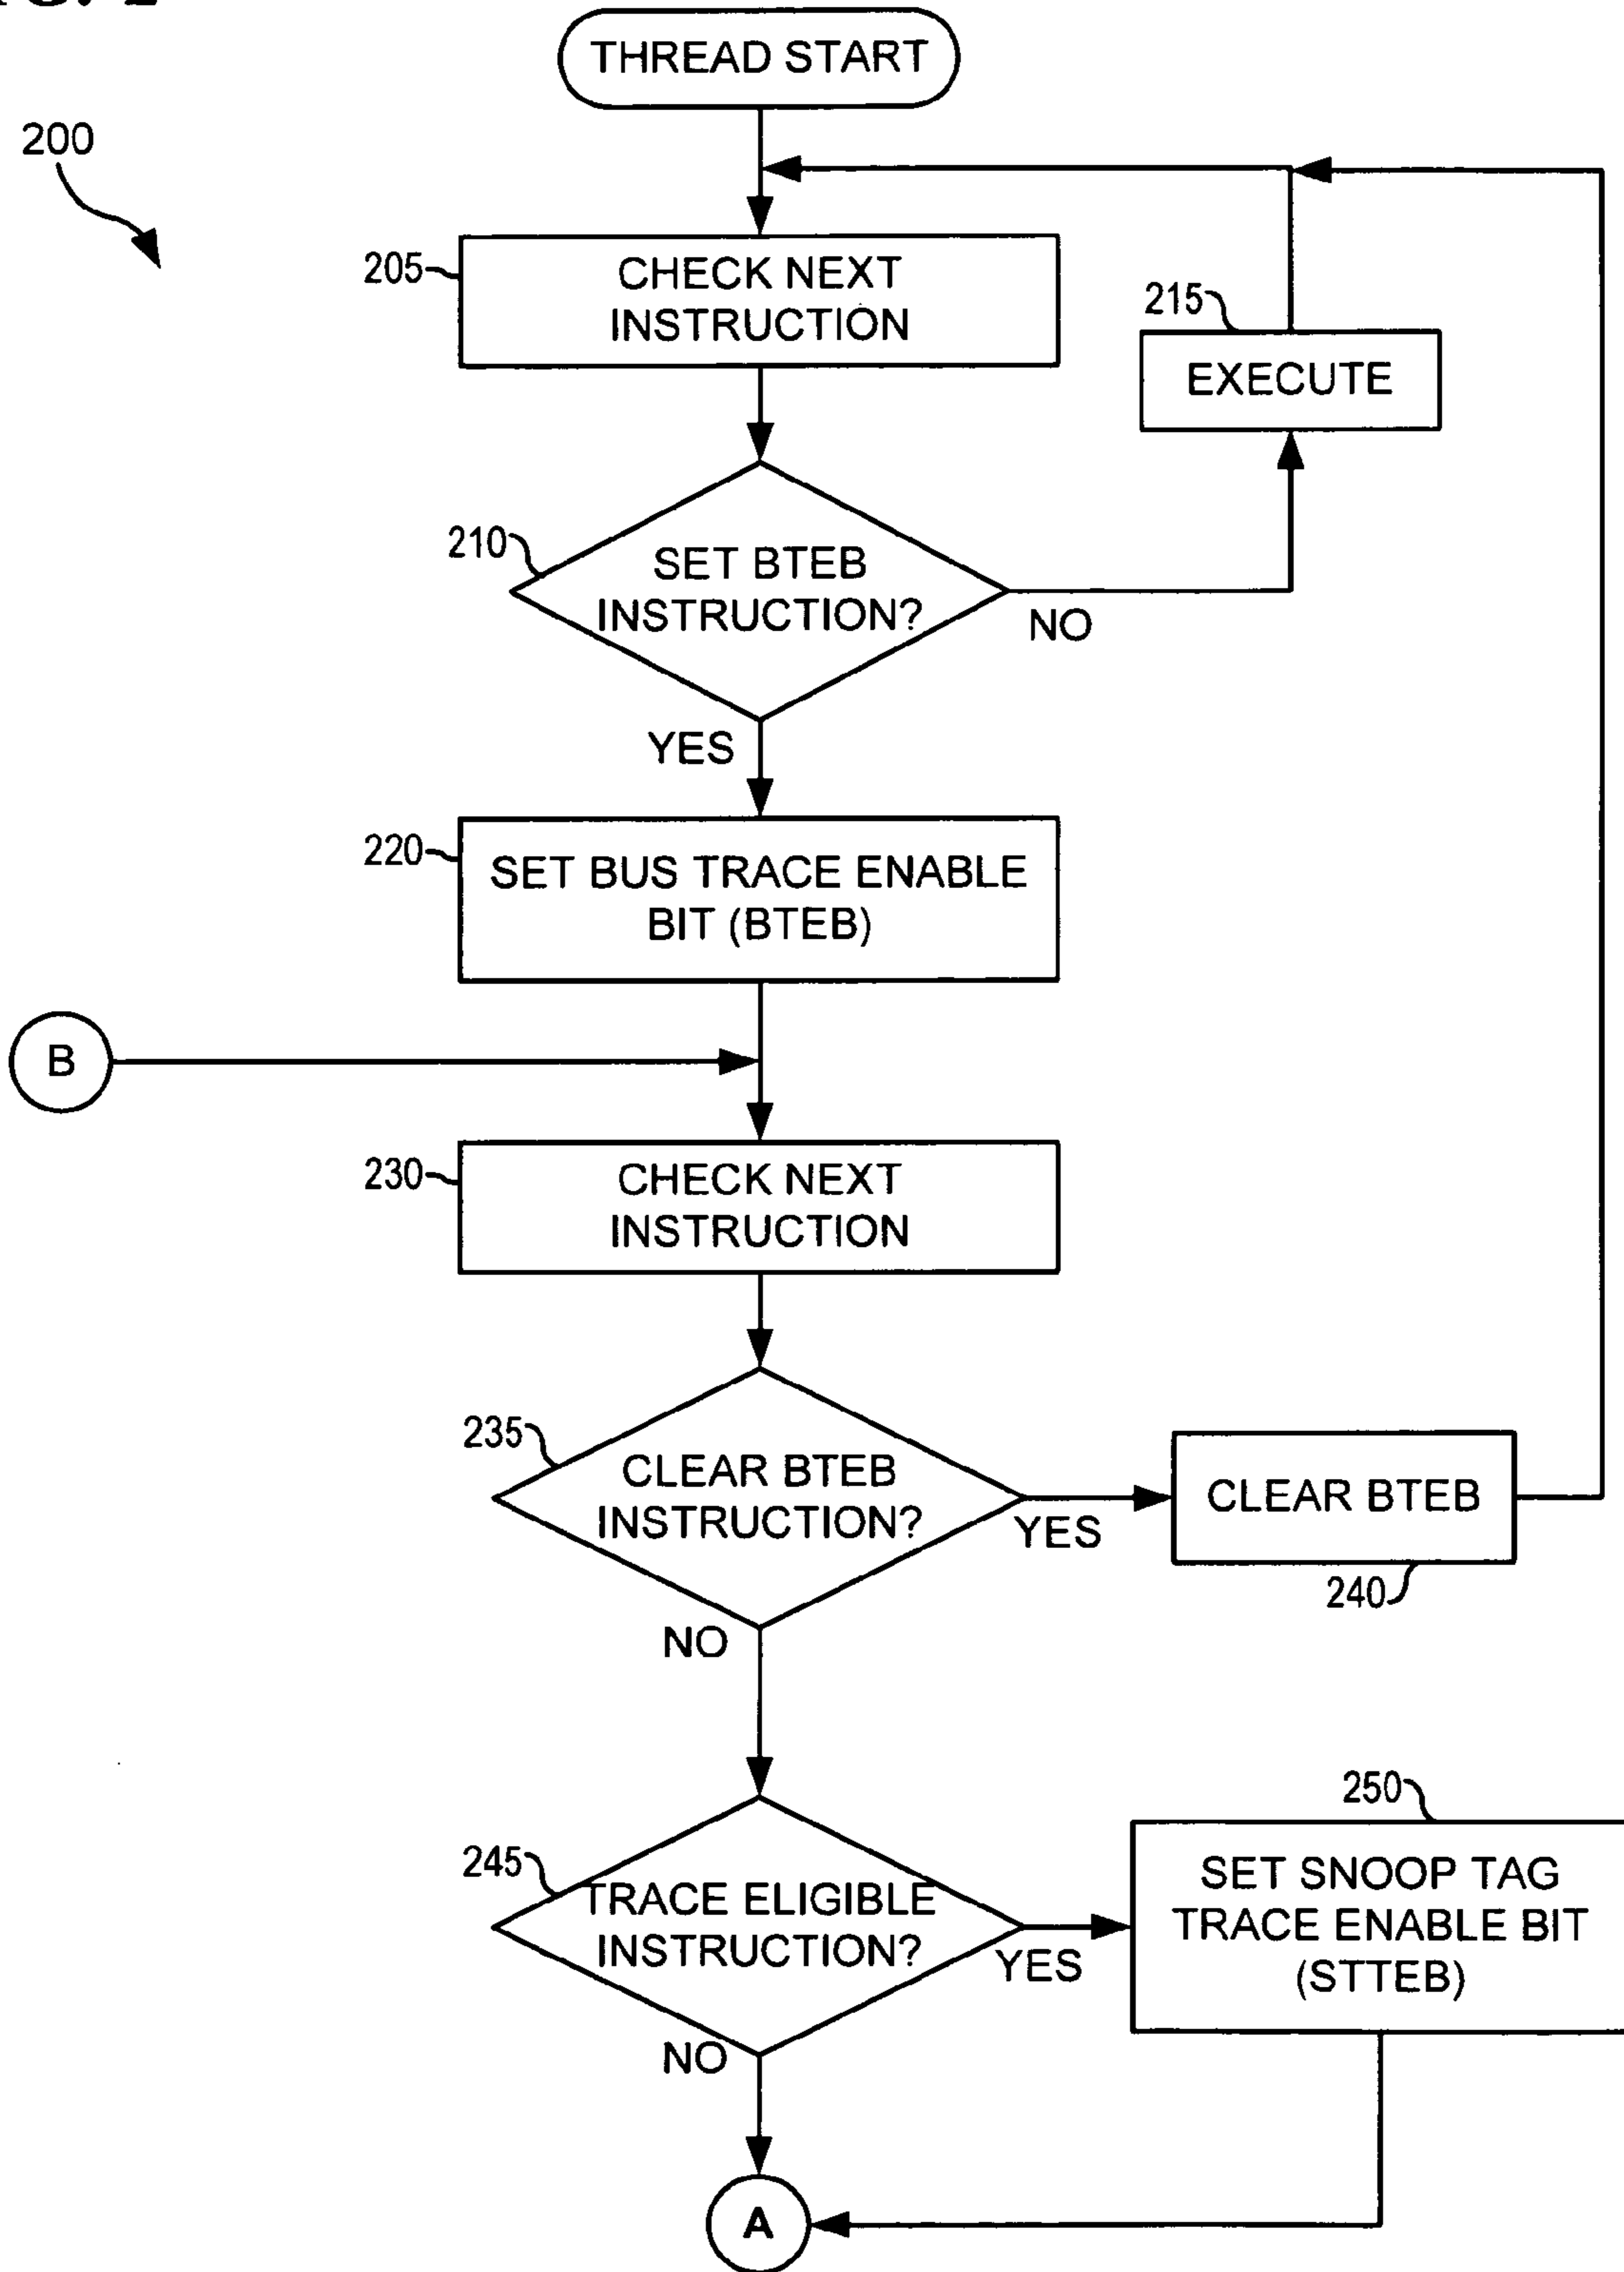 THREAD START
200
205
CHECK NEXT
INSTRUCTION
215
EXECUTE
210
SET BTEB
INSTRUCTION?
NO
YES
220
SET BUS TRACE ENABLE
BIT (BTEB)
B
230
CHECK NEXT
INSTRUCTION
235
CLEAR BTEB
INSTRUCTION?
YES
CLEAR BTEB
240
NO
245
TRACE ELIGIBLE
INSTRUCTION?
YES
250
SET SNOOP TAG
TRACE ENABLE BIT
(STTEB)
NO
A